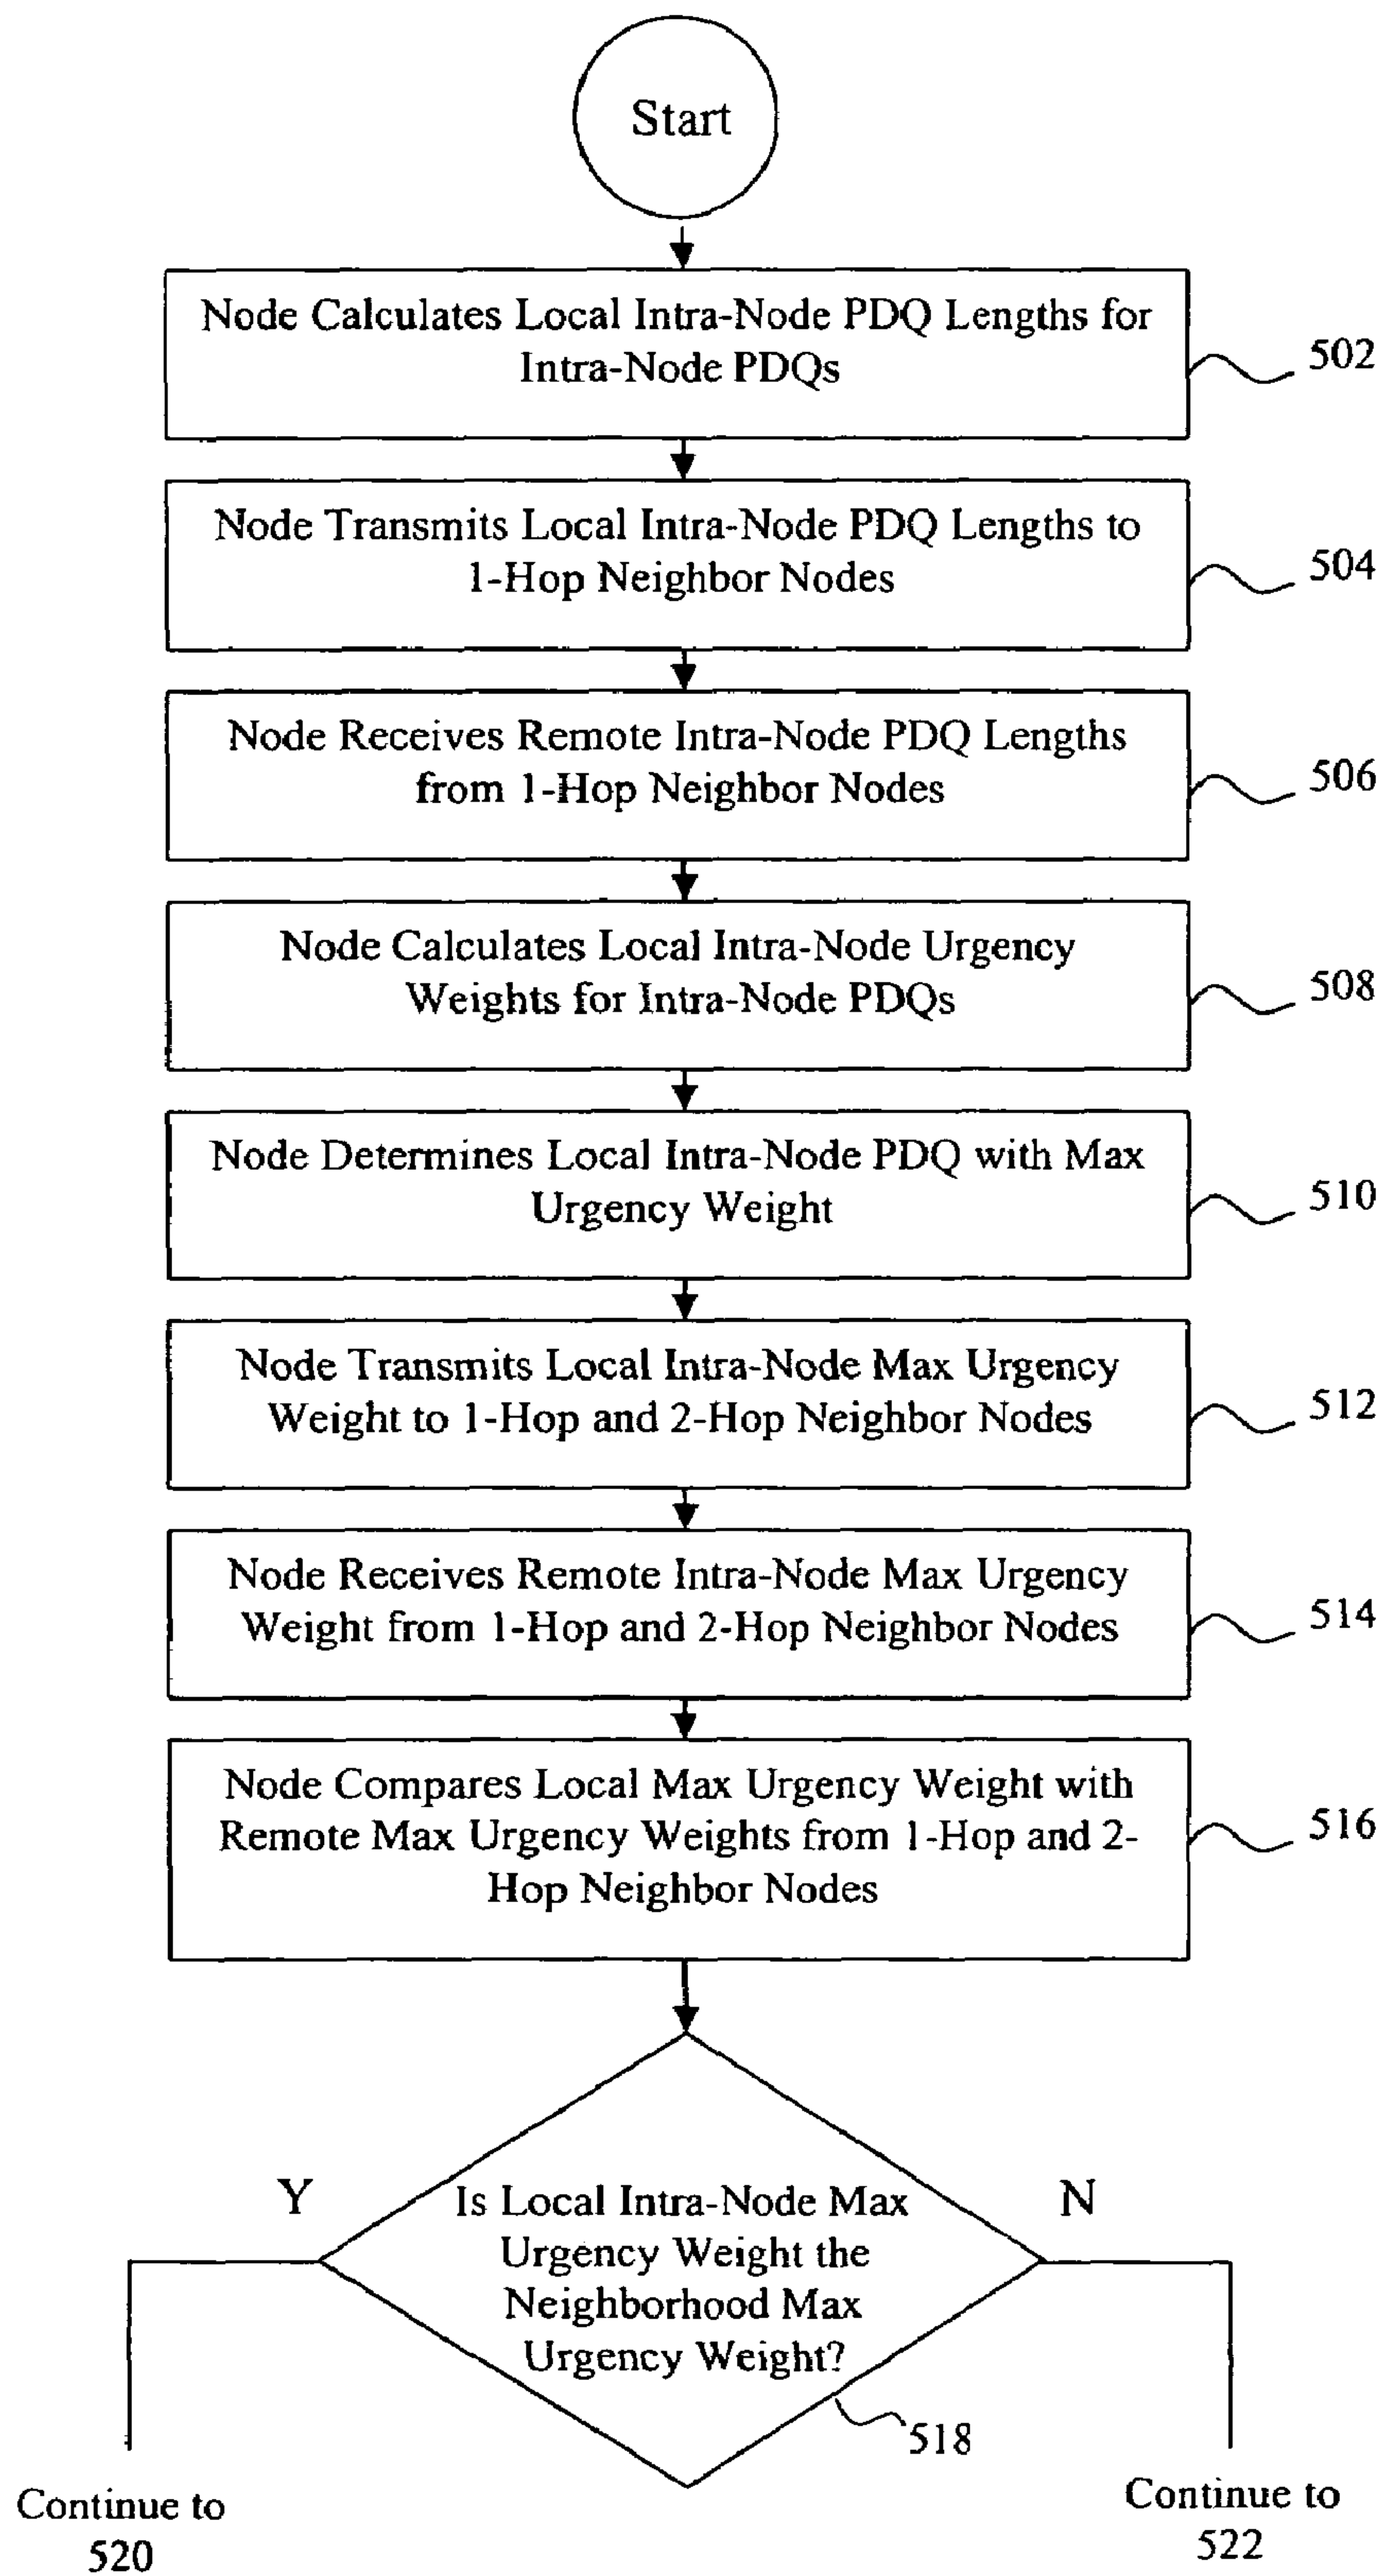 Start
Node Calculates Local Intra-Node PDQ Lengths for
Intra-Node PDQs
502
Node Transmits Local Intra-Node PDQ Lengths to
1-Hop Neighbor Nodes
504
Node Receives Remote Intra-Node PDQ Lengths
from 1-Hop Neighbor Nodes
506
Node Calculates Local Intra-Node Urgency
Weights for Intra-Node PDQs
508
Node Determines Local Intra-Node PDQ with Max
Urgency Weight
510
Node Transmits Local Intra-Node Max Urgency
Weight to 1-Hop and 2-Hop Neighbor Nodes
512
Node Receives Remote Intra-Node Max Urgency
Weight from 1-Hop and 2-Hop Neighbor Nodes
514
Node Compares Local Max Urgency Weight with
Remote Max Urgency Weights from 1-Hop and 2-
Hop Neighbor Nodes
516
Y
N
Is Local Intra-Node Max
Urgency Weight the
Neighborhood Max
Urgency Weight?
518
Continue to
520
Continue to
522